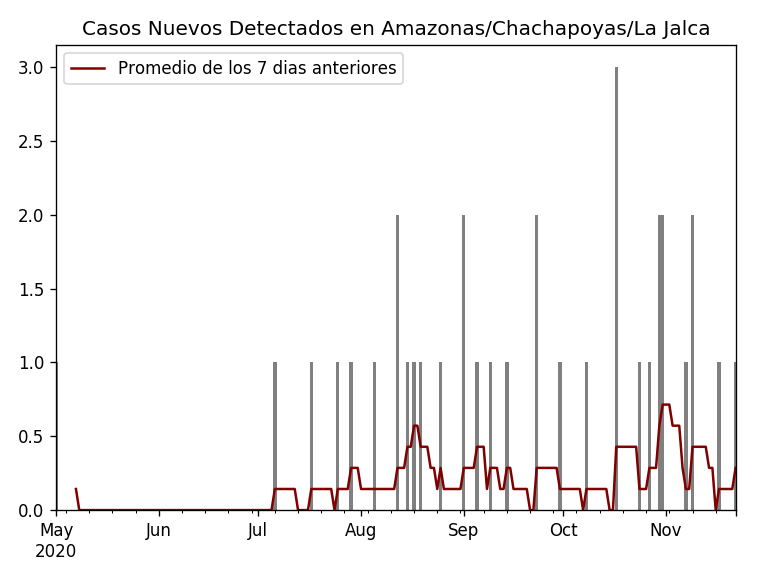 Casos Nuevos Detectados en Amazonas/Chachapoyas/La Jalca
Promedio de los 7 dias anteriores
3.0
2.5
2.0
1.5
1.0
0.5
0.0
May Jun Jul Aug Sep Oct Nov
2020